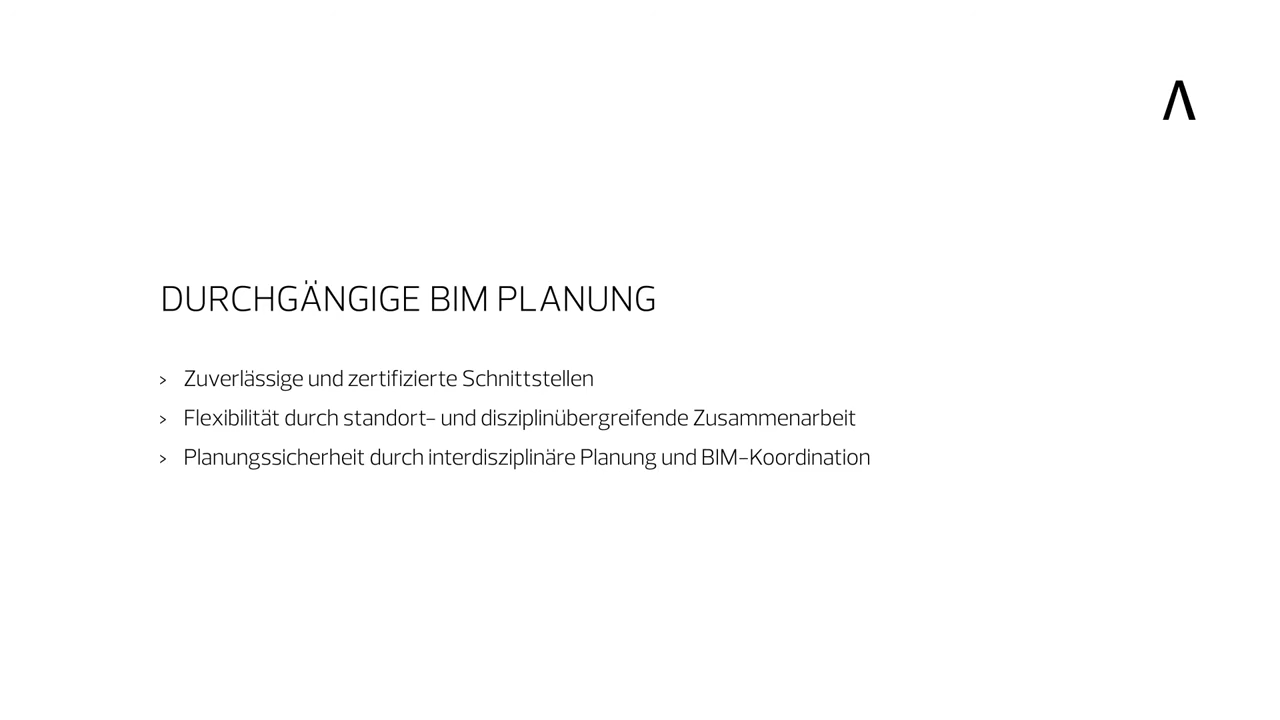 DURCHGÄNGIGE BIM PLANUNG
> Zuverlässige und zertifizierte Schnittstellen
> Flexibilität durch standort- und disziplinübergreifende Zusammenarbeit
> Planungssicherheit durch interdisziplinäre Planung und BIM-Koordination